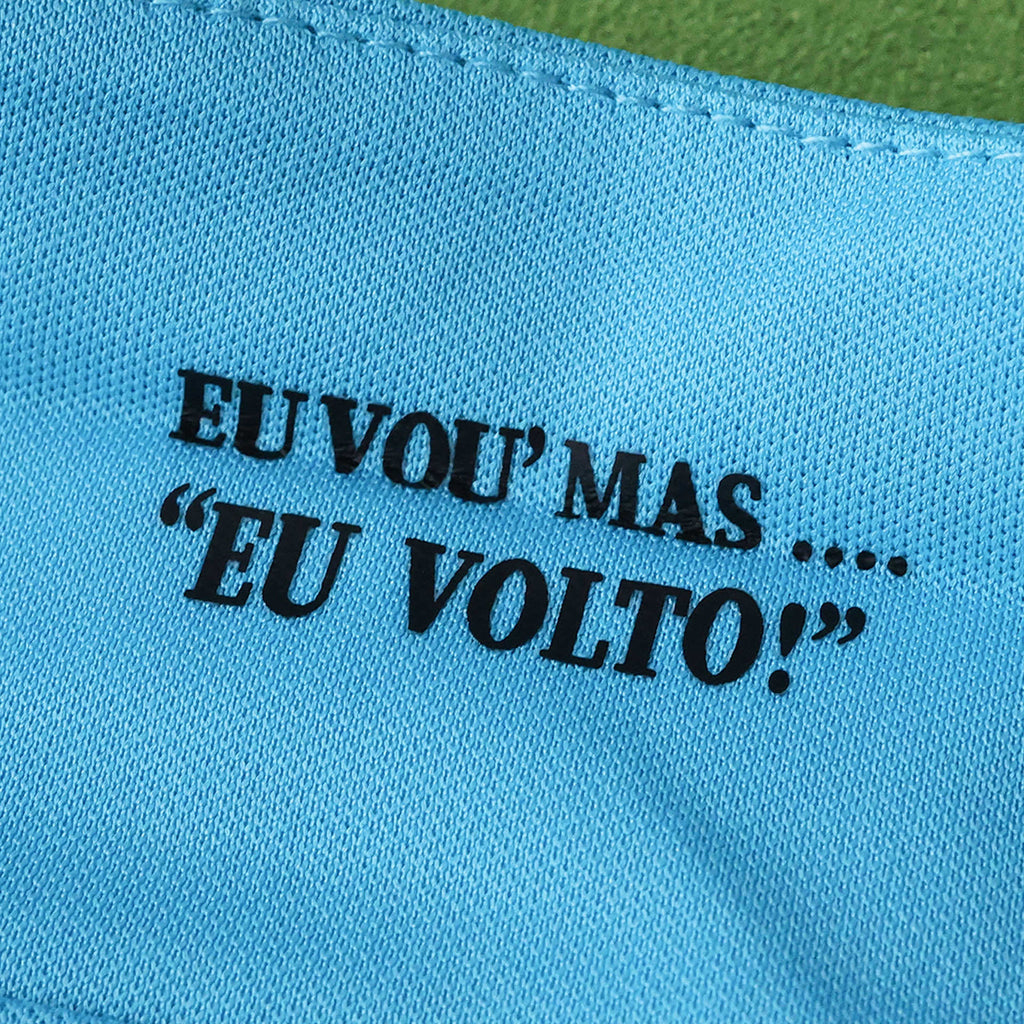 EU VOU' MAS ....
“EU VOLTO!”